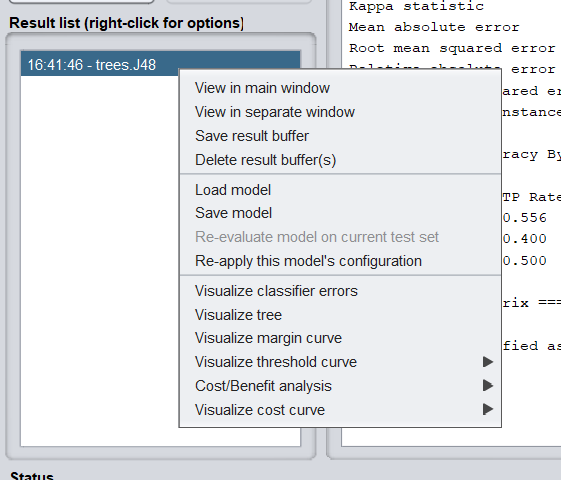 Result list (right-click for options)
16:41:46 - trees.J48
View in main window
View in separate window
Save result buffer
Delete result buffer(s)
Load model
Save model
Re-evaluate model on current test set
Re-apply this model's configuration
Visualize classifier errors
Visualize tree
Visualize margin curve
Visualize threshold curve
Cost/Benefit analysis
Visualize cost curve
Kappa statistic
Mean absolute error
Root mean squared error
error
ared er
nstance
racy By
TP Rate
0.556
0.400
0.500
rix ===
fied as
Status